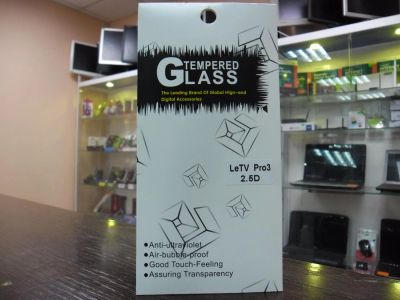 TEMPERED
GLASS
The Leading Brand Of Global Hign-end
Digital Accessories
LeTV Pro3
2.5D
●Anti-ultraviolet
●Air-bubble-proof
●Good Touch-Feeling
●Assuring Transparency